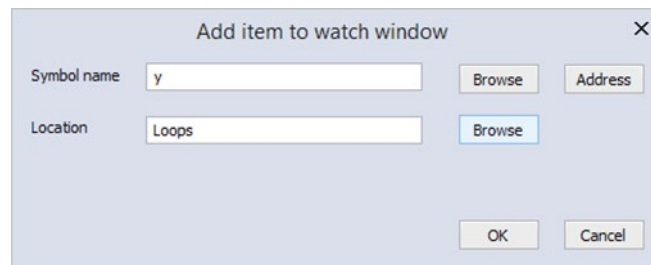 Add item to watch window
Symbol name y Browse Address
Location Loops Browse
OK Cancel